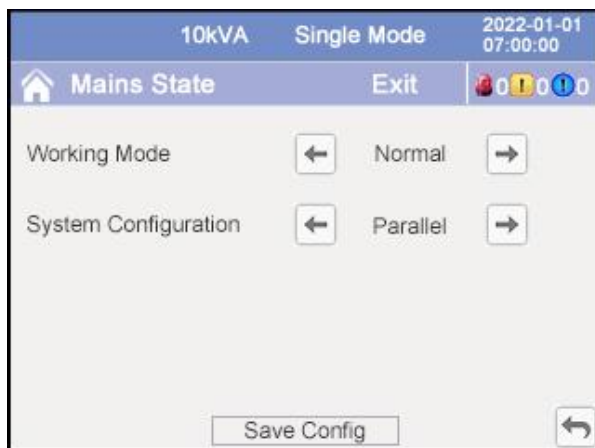 10kVA Single Mode 2022-01-01
07:00:00
Mains State Exit 0 ! 0 ! 0
Working Mode Normal
System Configuration Parallel
Save Config